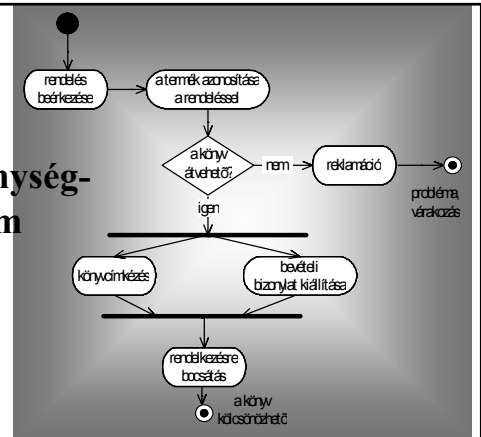 rendelés
beérkezése
a termék azonosítása
a rendeléssel
a könyv
átvehető?
nem
reklamáció
probléma,
várakozás
igen
nység-
m
könyvcímkézés
bevételi
bizonylat kiállítása
rendelkezésre
bocsátás
a könyv
kölcsönözhető